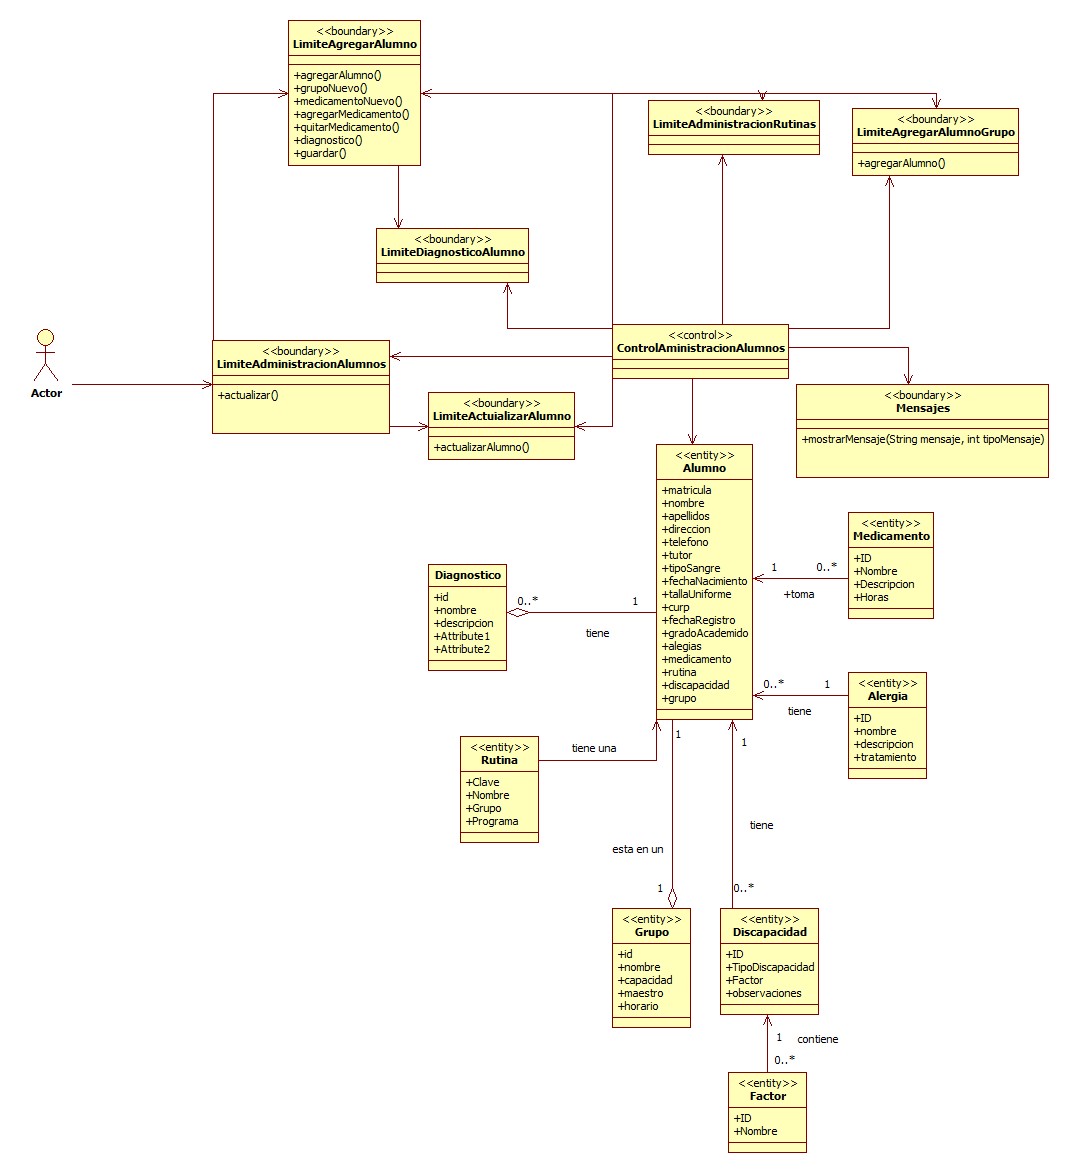 <<boundary>>
LimiteAgregarAlumno
+agregarAlumno()
+grupoNuevo()
+medicamentoNuevo()
+agregarMedicamento()
+quitarMedicamento()
+diagnostico()
+guardar()
<<boundary>>
LimiteAdministracionRutinas
<<boundary>>
LimiteAgregarAlumnoGrupo
+agregarAlumno()
<<boundary>>
LimiteDiagnosticoAlumno
<<control>>
ControlAministracionAlumnos
Actor
<<boundary>>
LimiteAdministracionAlumnos
+actualizar()
<<boundary>>
LimiteActuializarAlumno
+actualizarAlumno()
<<boundary>>
Mensajes
+mostrarMensaje(String mensaje, int tipoMensaje)
<<entity>>
Alumno
+matricula
+nombre
+apellidos
+direccion
+telefono
+tutor
+tipoSangre
+fechaNacimiento
+tallaUniforme
+curp
+fechaRegistro
+gradoAcademido
+alegias
+medicamento
+rutina
+discapacidad
+grupo
<<entity>>
Medicamento
+ID
+Nombre
+Descripcion
+Horas
1
0..*
+toma
Diagnostico
+id
+nombre
+descripcion
+Attribute1
+Attribute2
0..*
1
tiene
<<entity>>
Alergia
+ID
+nombre
+descripcion
+tratamiento
0..*
1
tiene
<<entity>>
Rutina
+Clave
+Nombre
+Grupo
+Programa
tiene una
1
1
tiene
esta en un
1
0..*
<<entity>>
Grupo
+id
+nombre
+capacidad
+maestro
+horario
<<entity>>
Discapacidad
+ID
+TipoDiscapacidad
+Factor
+observaciones
1
contiene
0..*
<<entity>>
Factor
+ID
+Nombre